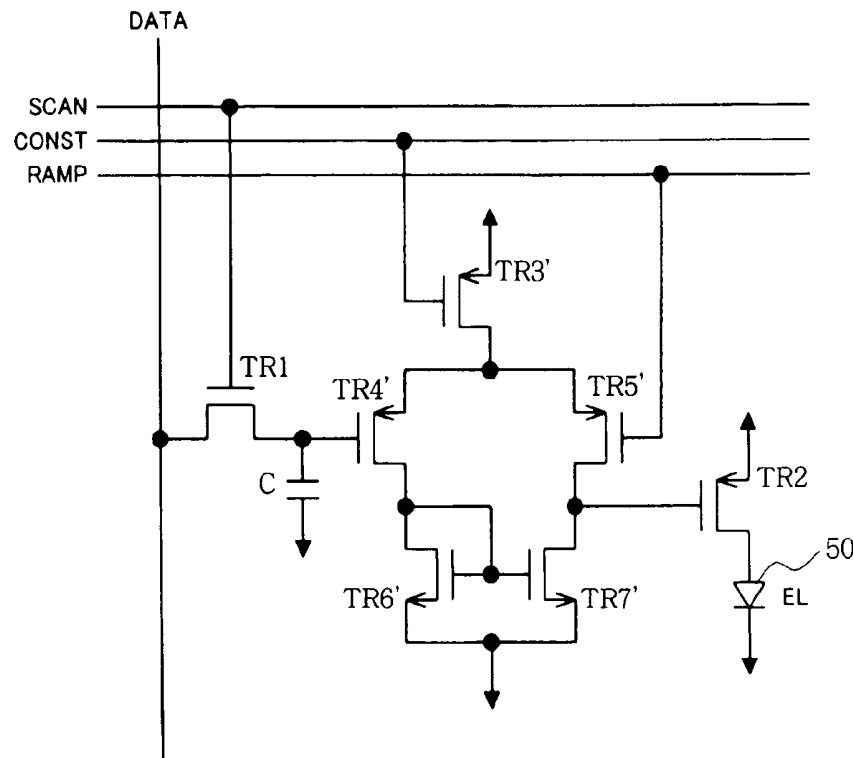 DATA
SCAN
CONST
RAMP
TR3'
TR1
TR4'
TR5'
C
TR2
50
TR6'
TR7'
EL